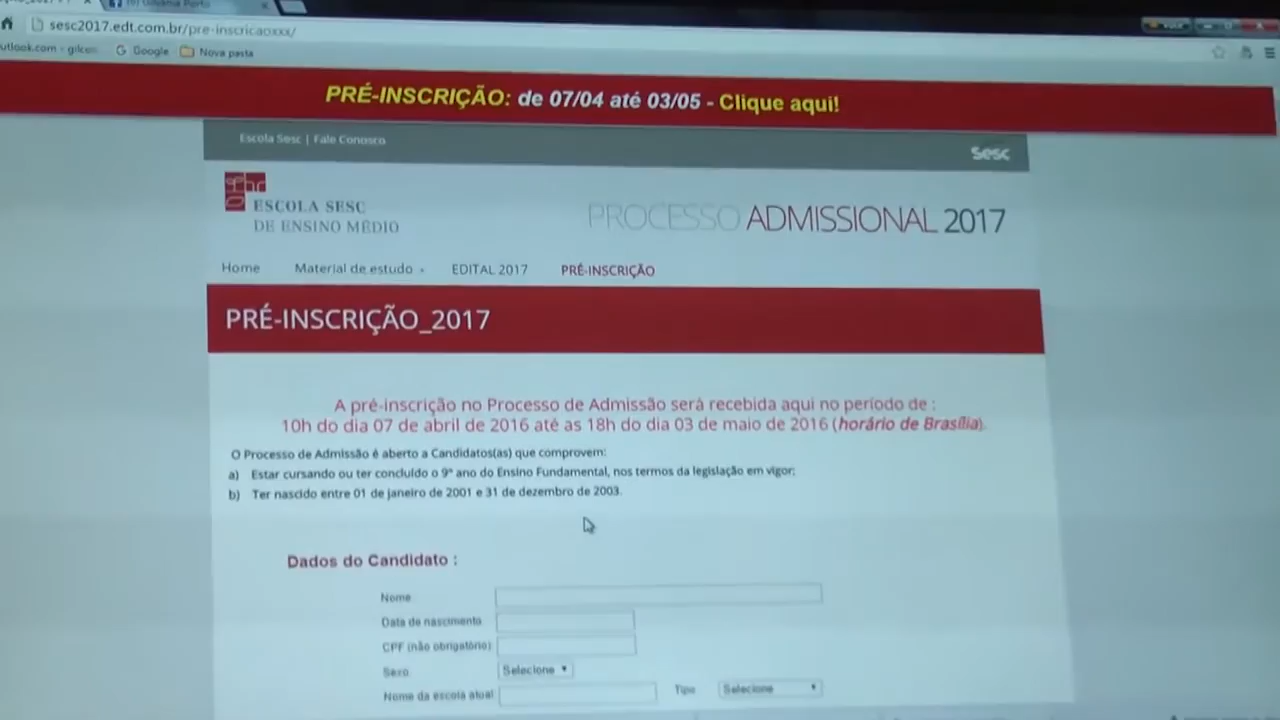 sesc2017.edt.com.br/pre-inscricaoxxx/
Google Nova pasta
PRÉ-INSCRIÇÃO: de 07/04 até 03/05 - Clique aqui!
Escola Sesc | Fale Conosco
Sesc
ESCOLA SESC
DE ENSINO MÉDIO
PROCESSO ADMISSIONAL 2017
Home Material de estudo EDITAL 2017 PRÉ-INSCRIÇÃO
PRÉ-INSCRIÇÃO_2017
A pré-inscrição no Processo de Admissão será recebida aqui no período de :
10h do dia 07 de abril de 2016 até as 18h do dia 03 de maio de 2016 (horário de Brasília).
O Processo de Admissão é aberto a Candidatos(as) que comprovem:
a) Estar cursando ou ter concluído o 9º ano do Ensino Fundamental, nos termos da legislação em vigor;
b) Ter nascido entre 01 de janeiro de 2001 e 31 de dezembro de 2003.
Dados do Candidato :
Nome
Data de nascimento
CPF (não obrigatório)
Sexo Selecione
Nome da escola atual Tipo Selecione